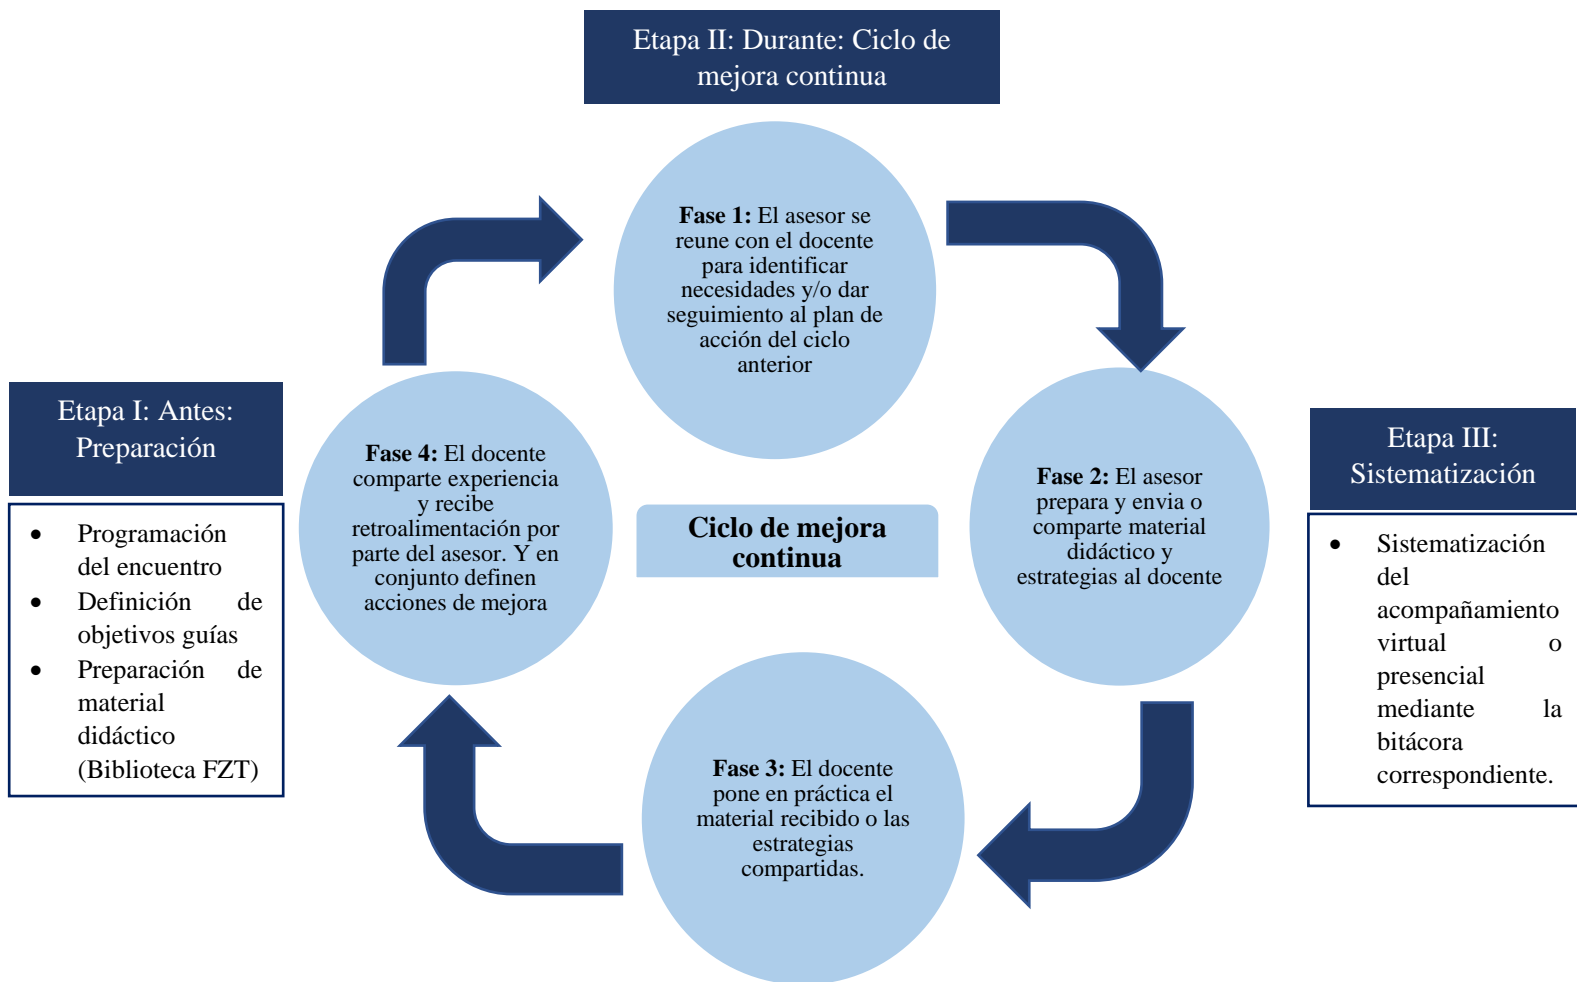 Etapa II: Durante: Ciclo de
mejora continua
Fase 1: El asesor se
reune con el docente
para identificar
necesidades y/o dar
seguimiento al plan de
acción del ciclo
anterior
Etapa I: Antes:
Preparación
• Programación
del encuentro
• Definición de
objetivos guías
• Preparación de
material
didáctico
(Biblioteca FZT)
Fase 4: El docente
comparte experiencia
y recibe
retroalimentación por
parte del asesor. Y en
conjunto definen
acciones de mejora
Ciclo de mejora
continua
Fase 2: El asesor
prepara y envia o
comparte material
didáctico y
estrategias al docente
Etapa III:
Sistematización
• Sistematización
del
acompañamiento
virtual o
presencial
mediante la
bitácora
correspondiente.
Fase 3: El docente
pone en práctica el
material recibido o las
estrategias
compartidas.